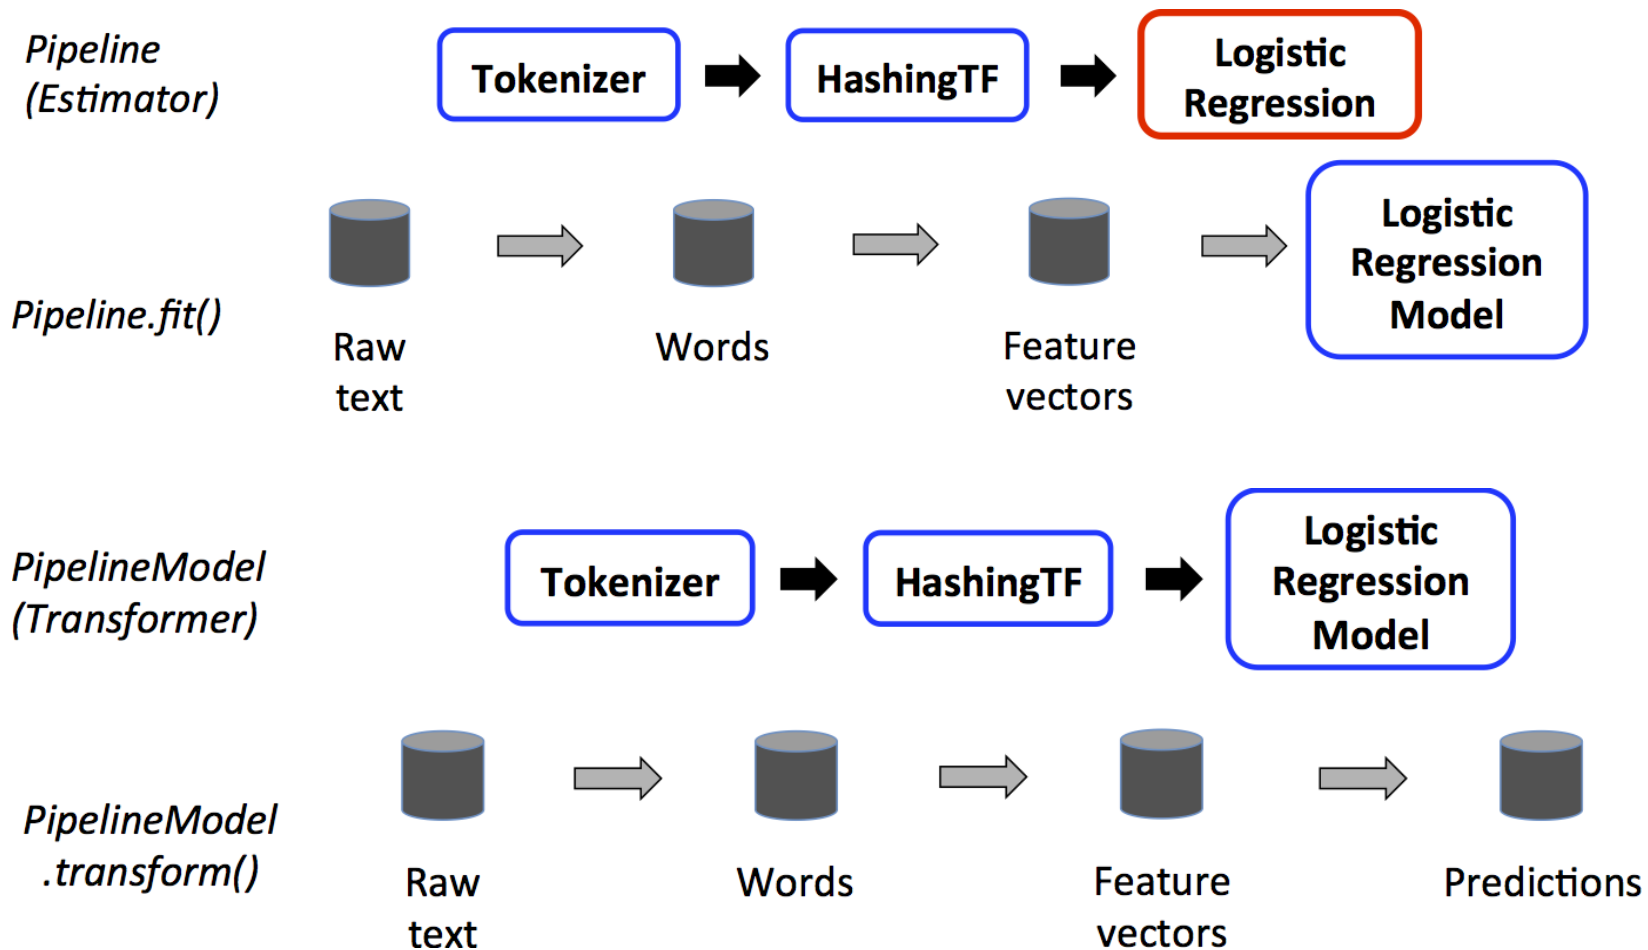 Pipeline
(Estimator)
Tokenizer
HashingTF
Logistic
Regression
Pipeline.fit()
Raw
text
Words
Feature
vectors
Logistic
Regression
Model
PipelineModel
(Transformer)
Tokenizer
HashingTF
Logistic
Regression
Model
PipelineModel
.transform()
Raw
text
Words
Feature
vectors
Predictions